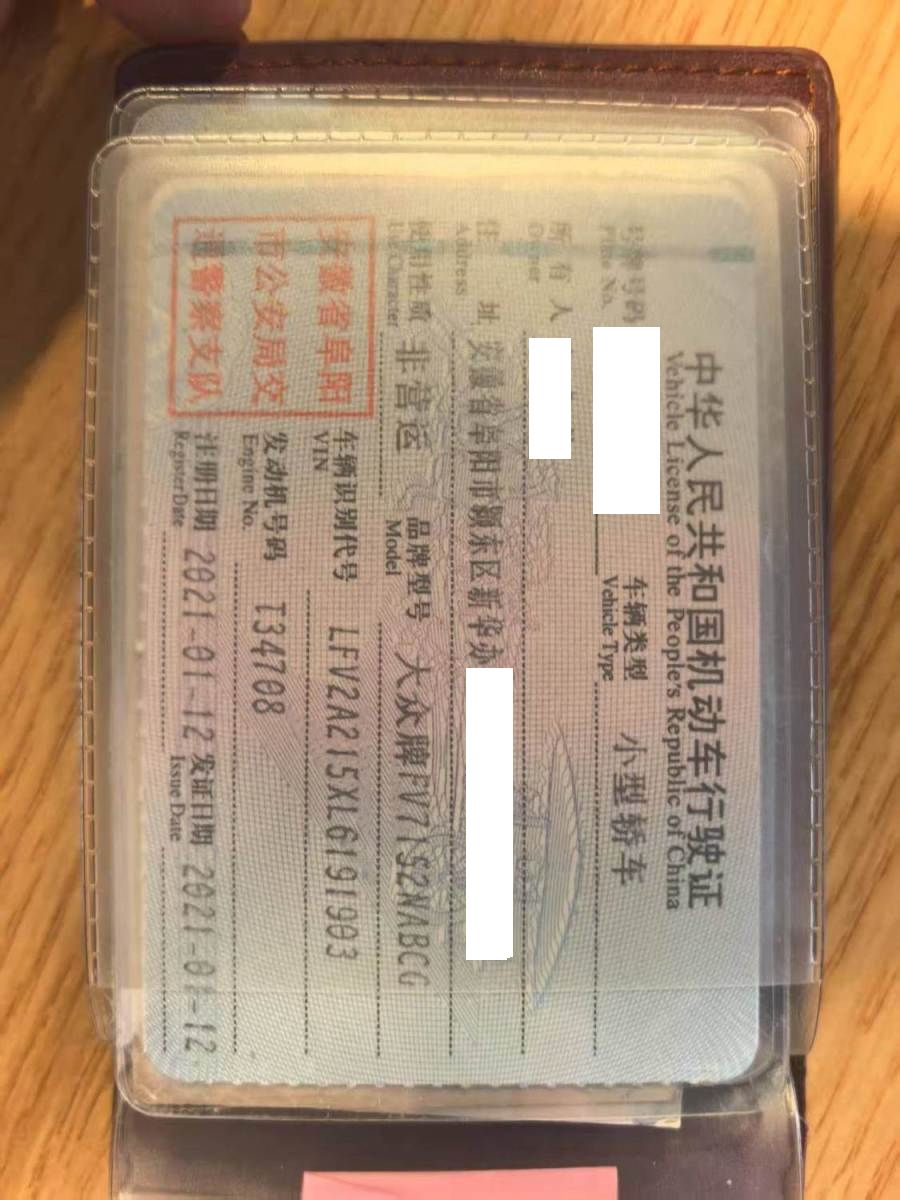 中华人民共和国机动车行驶证
Vehicle License of the People's Republic of China
号牌号码
Plate No.
车辆类型 小型轿车
Vehicle Type
所有人
Owner
住址 安徽省阜阳市颍东区新华办
Address
使用性质 非营运
Use Character
品牌型号 大众牌FV71S2NABCG
Model
安徽省阜阳
市公安局交
通警察支队
车辆识别代号 LFV2A215XL6191903
VIN
发动机号码 T34708
Engine No.
注册日期 2021-01-12
Register Date
发证日期 2021-01-12
Issue Date